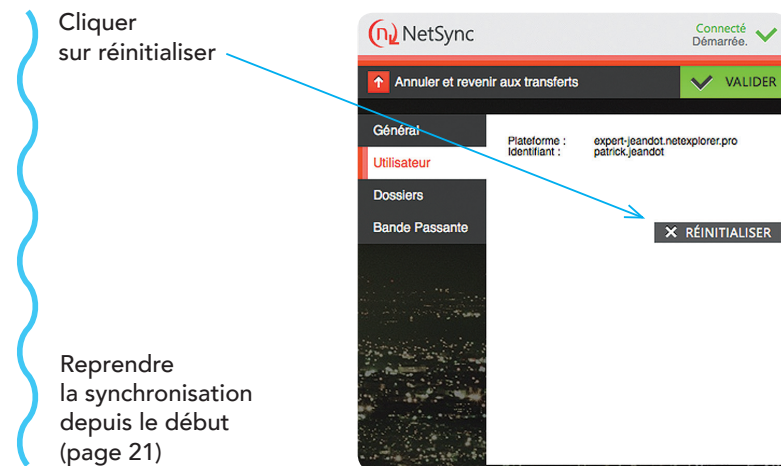 Cliquer
sur réinitialiser
NetSync
Connecté
Démarrée.
Annuler et revenir aux transferts
VALIDER
Général
Utilisateur
Dossiers
Bande Passante
Plateforme : expert-jeandot.netexplorer.pro
Identifiant : patrick.jeandot
RÉINITIALISER
Reprendre
la synchronisation
depuis le début
(page 21)